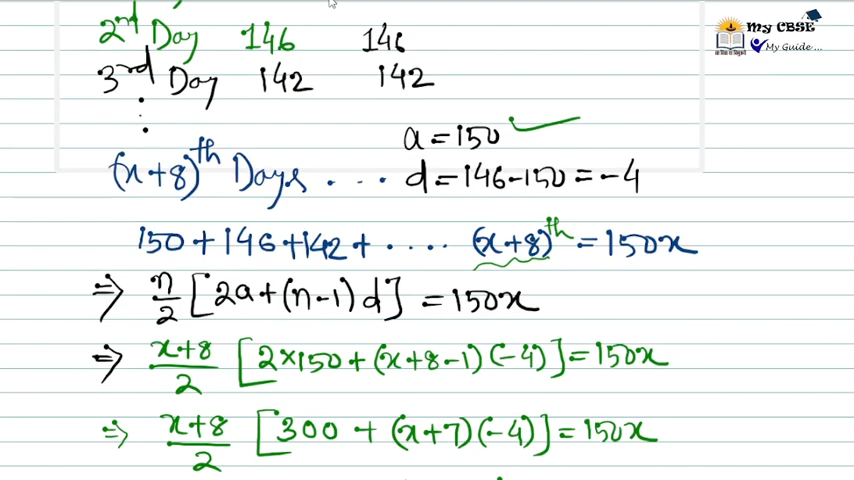 2nd Day 146 146
My CBSE
My Guide ...
3rd Day 142 142
a = 150 ✓
(x+8)th Days . . . d = 146-150 = -4
150 + 146 + 142 + . . . . (x+8)th = 150x
⇒ n/2 [2a + (n-1) d] = 150x
⇒ x+8/2 [2×150 + (x+8-1) (-4)] = 150x
⇒ x+8/2 [300 + (x+7) (-4)] = 150x